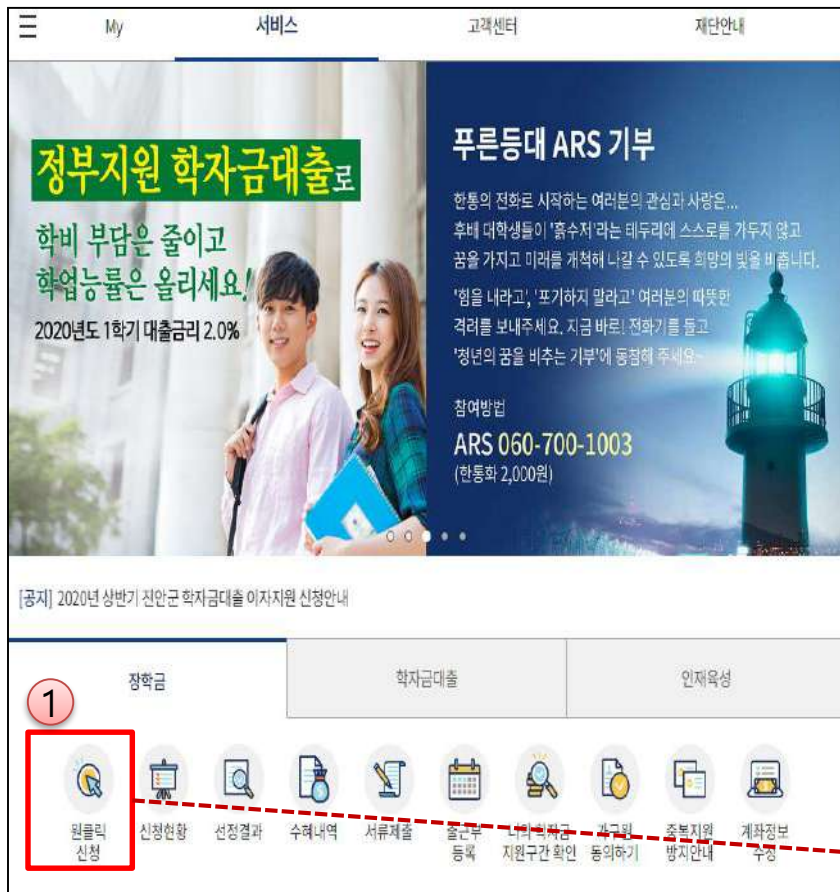 My 서비스 고객센터 재단안내
정부지원 학자금대출로
학비 부담은 줄이고
학업능률은 올리세요!
2020년도 1학기 대출금리 2.0%
푸른등대 ARS 기부
한통의 전화로 시작하는 여러분의 관심과 사랑은...
후배 대학생들이 '흙수저'라는 테두리에 스스로를 가두지 않고
꿈을 가지고 미래를 개척해 나갈 수 있도록 희망의 빛을 비춥니다.
'힘을 내라고', '포기하지 말라고' 여러분의 따뜻한
격려를 보내주세요. 지금 바로! 전화기를 들고
'청년의 꿈을 비추는 기부'에 동참해 주세요~
참여방법
ARS 060-700-1003
(한통화 2,000원)
[공지] 2020년 상반기 진안군 학자금대출 이자지원 신청안내
장학금 학자금대출 인재육성
1
원클릭
신청
신청현황
선정결과
수혜내역
서류제출
출근부
등록
나의 학자금
지원구간 확인
가구원
동의하기
중복지원
방지안내
계좌정보
수정